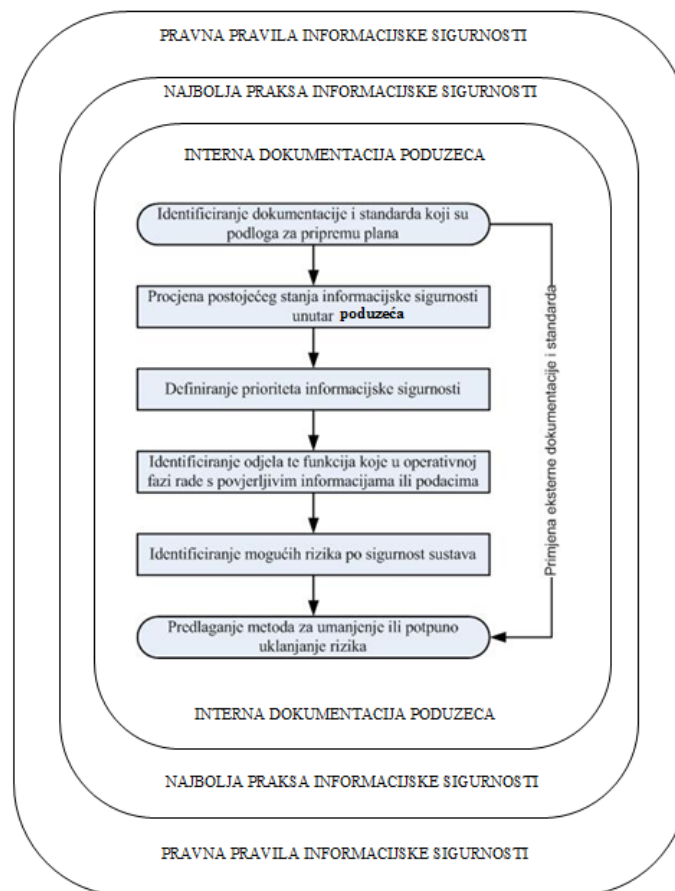 PRAVNA PRAVILA INFORMACIJSKE SIGURNOSTI
NAJBOLJA PRAKSA INFORMACIJSKE SIGURNOSTI
INTERNA DOKUMENTACIJA PODUZECA
Identificiranje dokumentacije i standarda koji su
podloga za pripremu plana
Procjena postojećeg stanja informacijske sigurnosti
unutar poduzeća
Definiranje prioriteta informacijske sigurnosti
Identificiranje odjela te funkcija koje u operativnoj
fazi rade s povjerljivim informacijama ili podacima
Identificiranje mogućih rizika po sigurnost sustava
Predlaganje metoda za umanjenje ili potpuno
uklanjanje rizika
Primjena eksterne dokumentacije i standarda
INTERNA DOKUMENTACIJA PODUZECA
NAJBOLJA PRAKSA INFORMACIJSKE SIGURNOSTI
PRAVNA PRAVILA INFORMACIJSKE SIGURNOSTI